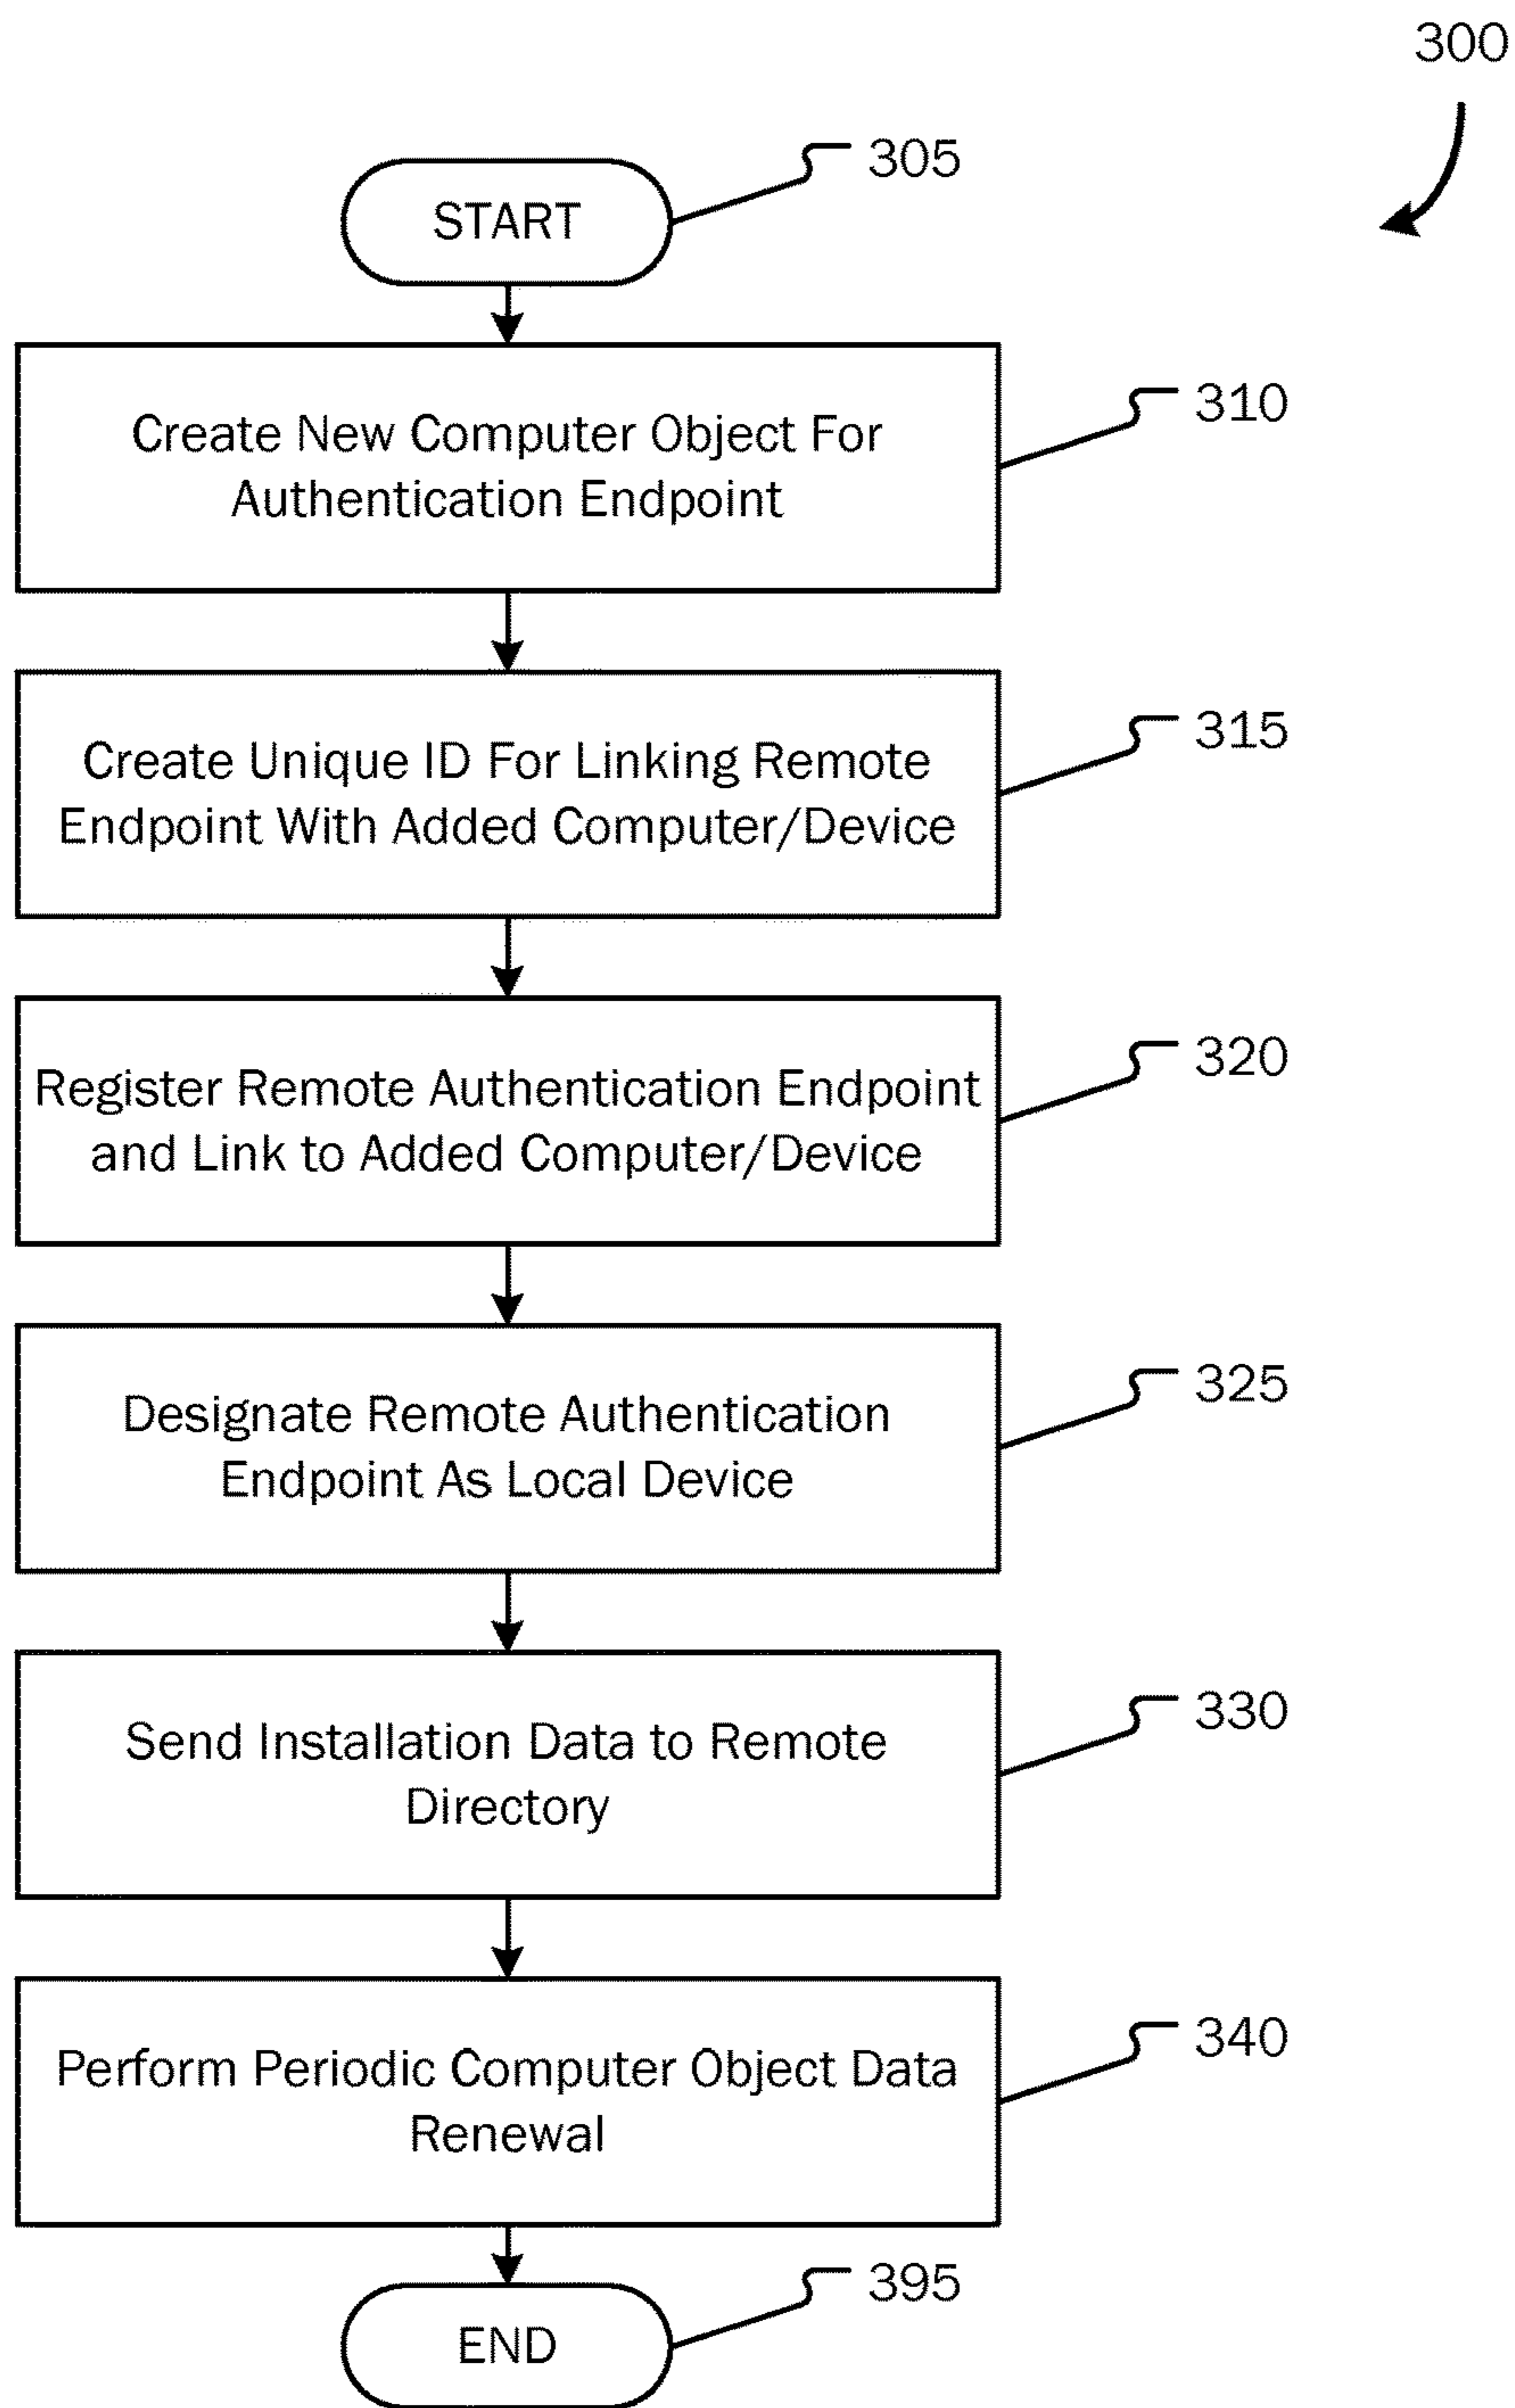 300
START
305
Create New Computer Object For
Authentication Endpoint
310
Create Unique ID For Linking Remote
Endpoint With Added Computer/Device
315
Register Remote Authentication Endpoint
and Link to Added Computer/Device
320
Designate Remote Authentication
Endpoint As Local Device
325
Send Installation Data to Remote
Directory
330
Perform Periodic Computer Object Data
Renewal
340
END
395